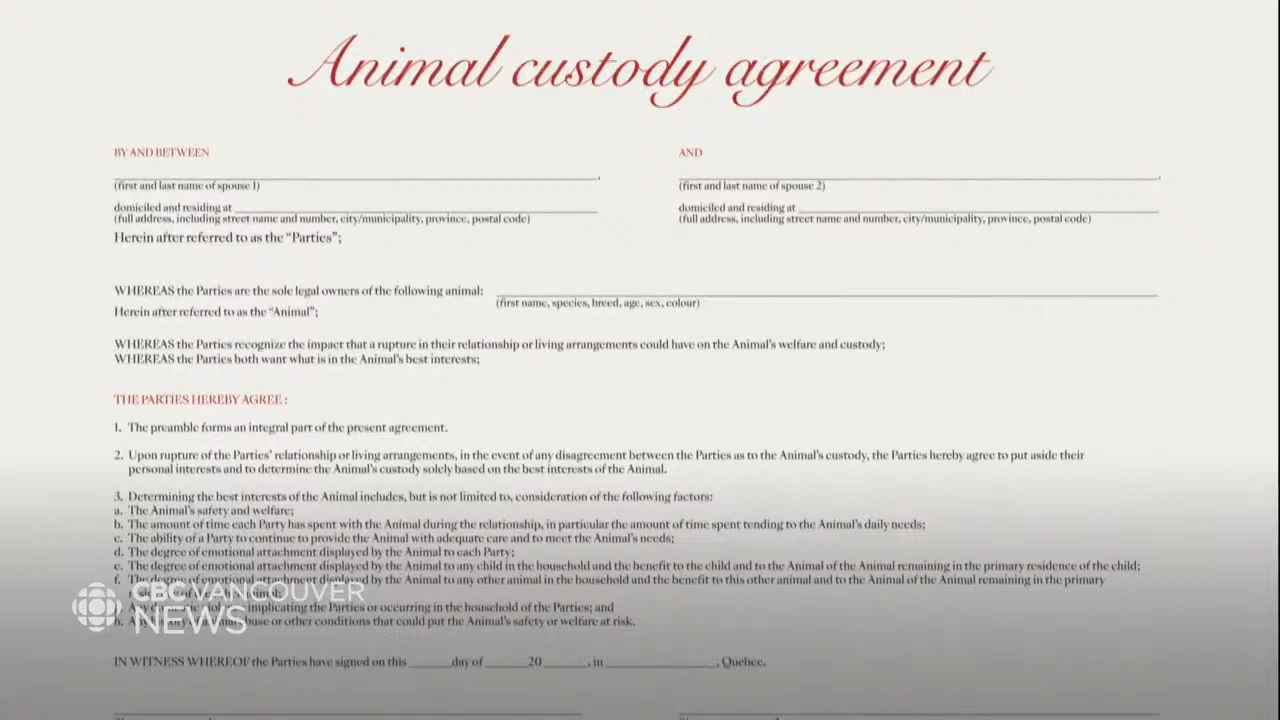 Animal custody agreement
BY AND BETWEEN
AND
(first and last name of spouse 1)
(first and last name of spouse 2)
domiciled and residing at
domiciled and residing at
(full address, including street name and number, city/municipality, province, postal code)
(full address, including street name and number, city/municipality, province, postal code)
Herein after referred to as the “Parties”;
WHEREAS the Parties are the sole legal owners of the following animal:
(first name, species, breed, age, sex, colour)
Herein after referred to as the “Animal”;
WHEREAS the Parties recognize the impact that a rupture in their relationship or living arrangements could have on the Animal’s welfare and custody;
WHEREAS the Parties both want what is in the Animal’s best interests;
THE PARTIES HEREBY AGREE :
1. The preamble forms an integral part of the present agreement.
2. Upon rupture of the Parties’ relationship or living arrangements, in the event of any disagreement between the Parties as to the Animal’s custody, the Parties hereby agree to put aside their
personal interests and to determine the Animal’s custody solely based on the best interests of the Animal.
3. Determining the best interests of the Animal includes, but is not limited to, consideration of the following factors:
a. The Animal’s safety and welfare;
b. The amount of time each Party has spent with the Animal during the relationship, in particular the amount of time spent tending to the Animal’s daily needs;
c. The ability of a Party to continue to provide the Animal with adequate care and to meet the Animal’s needs;
d. The degree of emotional attachment displayed by the Animal to each Party;
e. The degree of emotional attachment displayed by the Animal to any child in the household and the benefit to the child and to the Animal of the Animal remaining in the primary residence of the child;
f. The degree of emotional attachment displayed by the Animal to any other animal in the household and the benefit to this other animal and to the Animal of the Animal remaining in the primary
implicating the Parties or occurring in the household of the Parties; and
h. Any or other conditions that could put the Animal’s safety or welfare at risk.
CBC VANCOUVER
NEWS
IN WITNESS WHEREOF the Parties have signed on this ______day of ______20______, in ______________, Quebec.